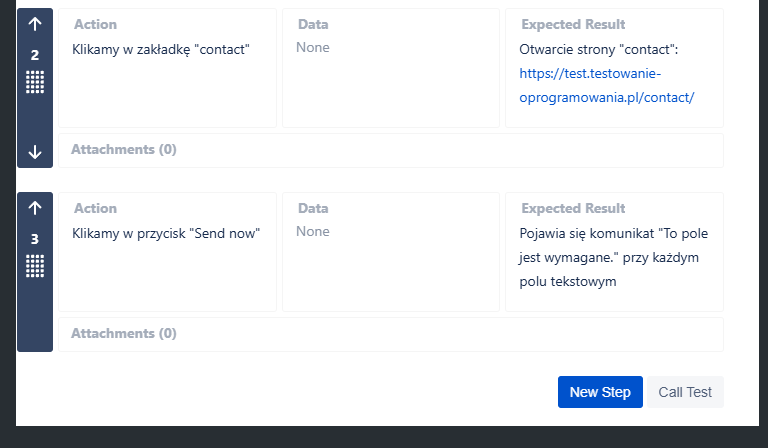 Action
Data
Expected Result
2
Klikamy w zakładkę "contact"
None
Otwarcie strony "contact":
https://test.testowanie-
oprogramowania.pl/contact/
Attachments (0)
Action
Data
Expected Result
3
Klikamy w przycisk "Send now"
None
Pojawia się komunikat "To pole
jest wymagane." przy każdym
polu tekstowym
Attachments (0)
New Step
Call Test